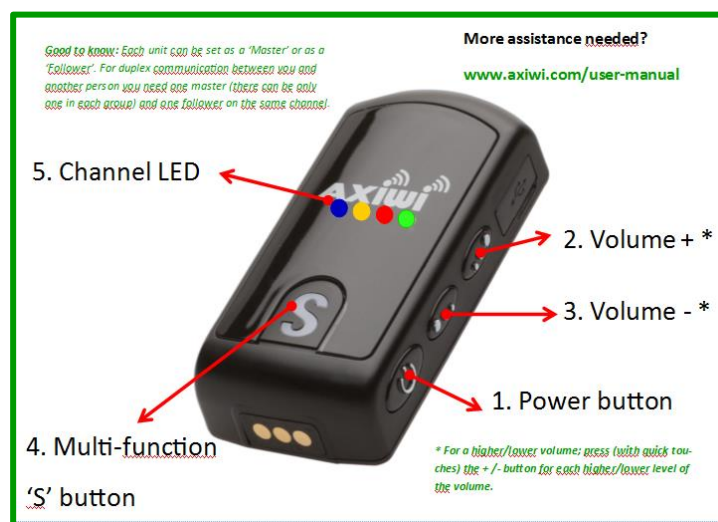 Good to know: Each unit can be set as a ‘Master’ or as a
‘Follower’. For duplex communication between you and
another person you need one master (there can be only
one in each group) and one follower on the same channel.
More assistance needed?
www.axiwi.com/user-manual
5. Channel LED
AXIWI
2. Volume + *
3. Volume - *
S
1. Power button
4. Multi-function
‘S’ button
* For a higher/lower volume; press (with quick tou-
ches) the + /- button for each higher/lower level of
the volume.